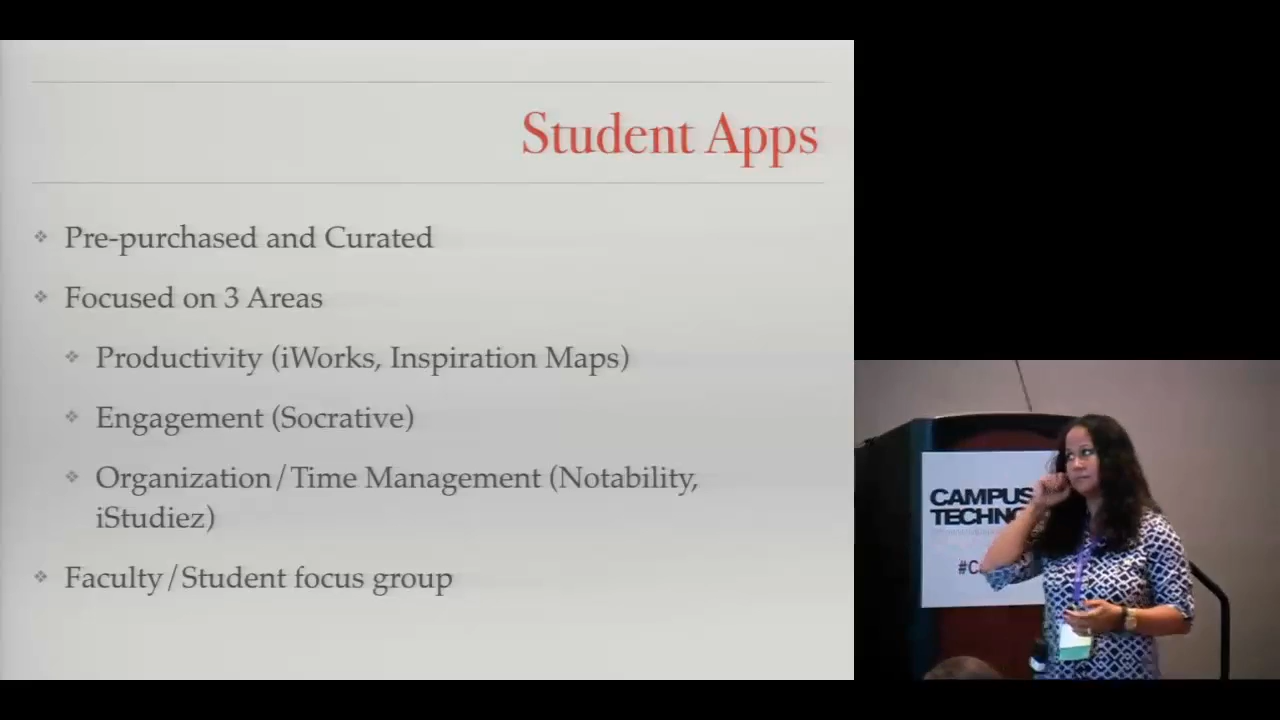 Student Apps
Pre-purchased and Curated
Focused on 3 Areas
Productivity (iWorks, Inspiration Maps)
Engagement (Socrative)
Organization/Time Management (Notability,
iStudiez)
Faculty/Student focus group
CAMPUS
TECHNO